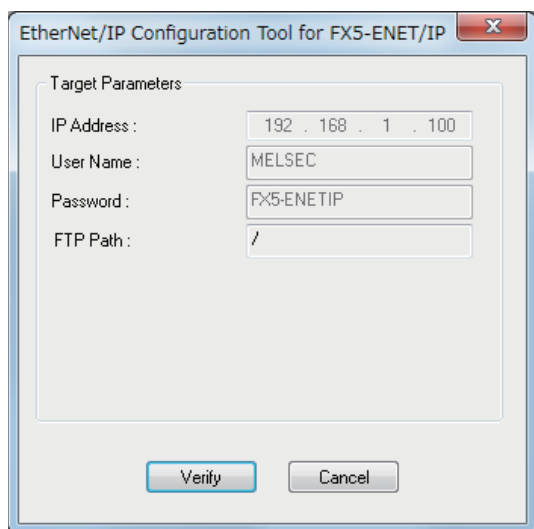 EtherNet/IP Configuration Tool for FX5-ENET/IP
Target Parameters
IP Address : 192 . 168 . 1 . 100
User Name : MELSEC
Password : FX5-ENETIP
FTP Path : /
Verify Cancel